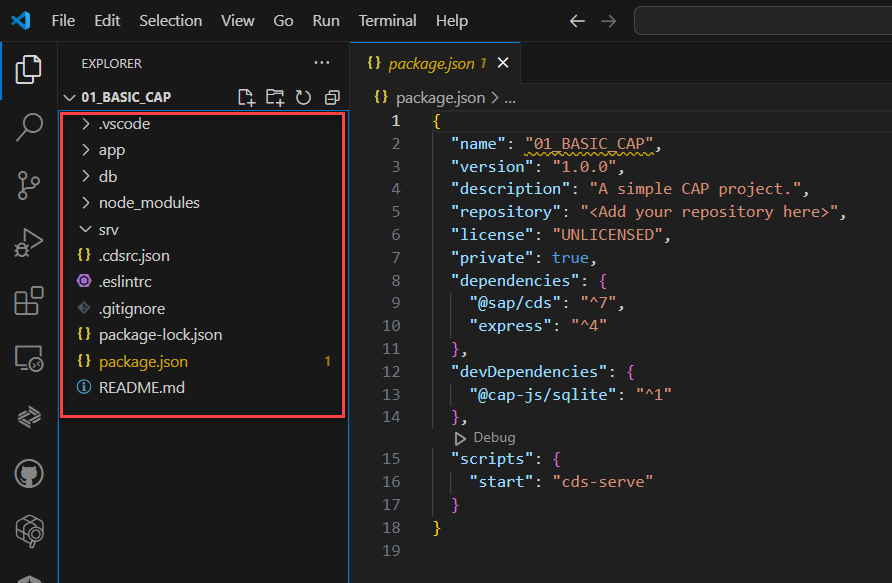 File Edit Selection View Go Run Terminal Help
EXPLORER
01_BASIC_CAP
.vscode
app
db
node_modules
srv
.cdsrc.json
.eslintrc
.gitignore
package-lock.json
package.json 1
README.md
package.json 1
package.json > ...
1 {
2 "name": "01_BASIC_CAP",
3 "version": "1.0.0",
4 "description": "A simple CAP project.",
5 "repository": "<Add your repository here>",
6 "license": "UNLICENSED",
7 "private": true,
8 "dependencies": {
9 "@sap/cds": "^7",
10 "express": "^4"
11 },
12 "devDependencies": {
13 "@cap-js/sqlite": "^1"
14 },
Debug
15 "scripts": {
16 "start": "cds-serve"
17 }
18 }
19